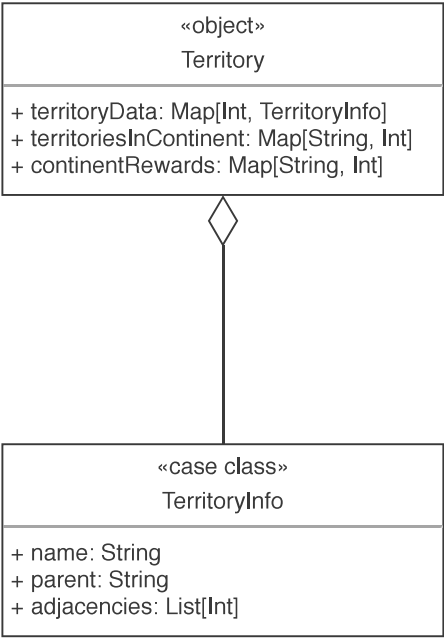 «object»
Territory
+ territoryData: Map[Int, TerritoryInfo]
+ territoriesInContinent: Map[String, Int]
+ continentRewards: Map[String, Int]
«case class»
TerritoryInfo
+ name: String
+ parent: String
+ adjacencies: List[Int]